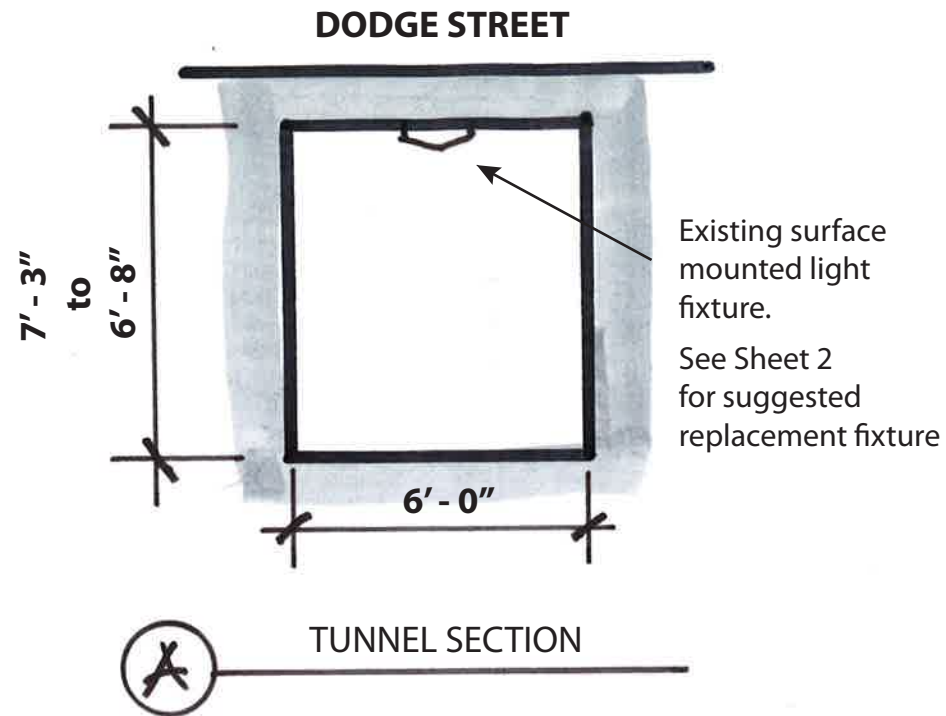 DODGE STREET
7′ - 3″
to
6′ - 8″
Existing surface
mounted light
fixture.
See Sheet 2
for suggested
replacement fixture
6′ - 0″
A
TUNNEL SECTION